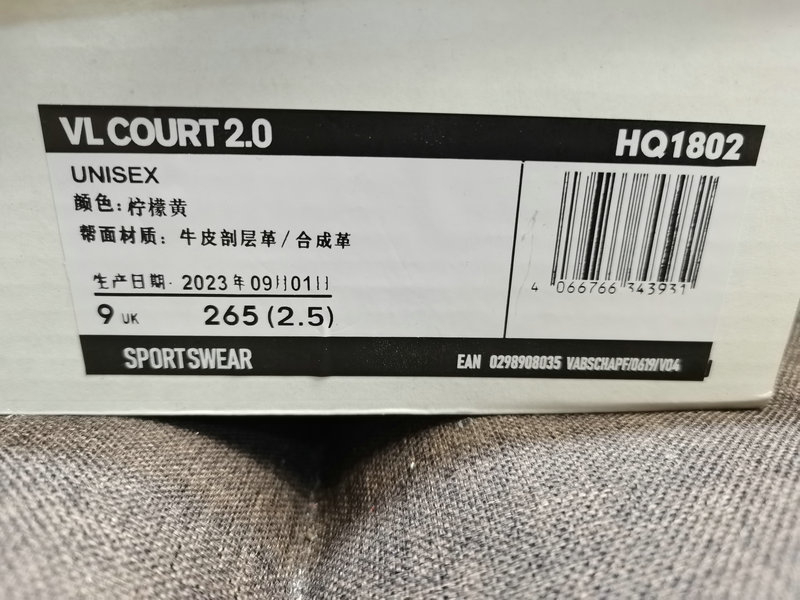 VL COURT 2.0
HQ1802
UNISEX
颜色：柠檬黄
帮面材质：牛皮剖层革/合成革
生产日期：2023年09月01日
9 UK 265 (2.5)
4 066766 343931
SPORTSWEAR
EAN 0298908035 VABSCHAPF/0619/V04